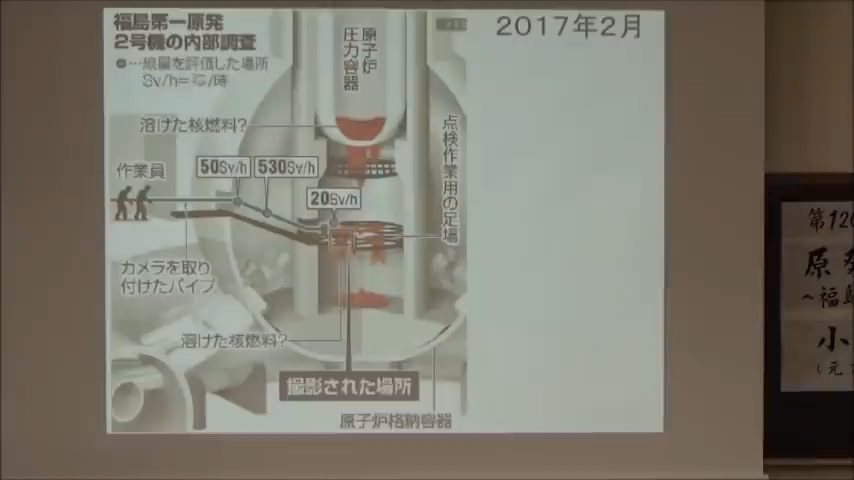 福島第一原発
2号機の内部調査
●…線量を評価した場所
Sv/h=㌜/時
2017年2月
原子炉
圧力容器
溶けた核燃料?
点検作業用の足場
作業員
50Sv/h
530Sv/h
20Sv/h
カメラを取り
付けたパイプ
溶けた核燃料?
撮影された場所
原子炉格納容器
第12
原
~福島
小
(元